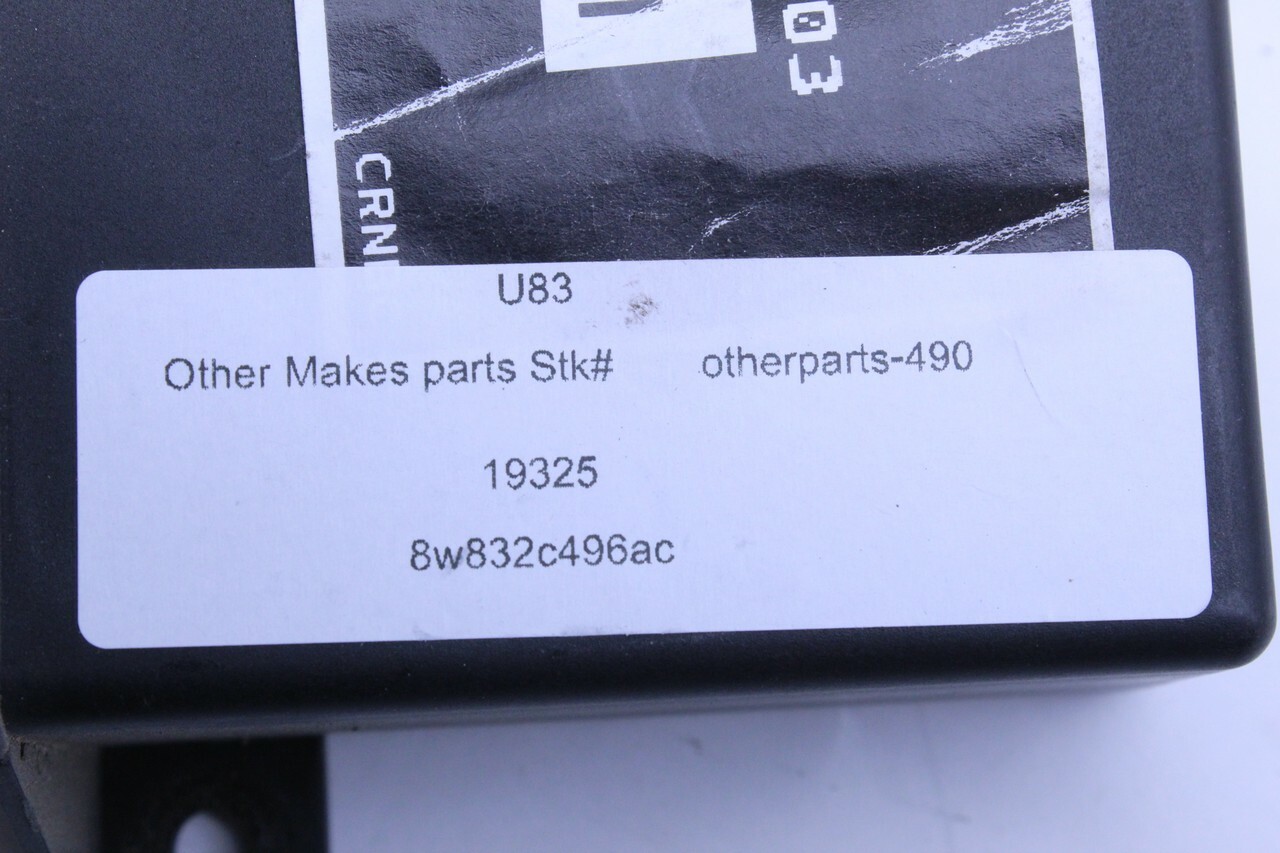 03
CRN
U83
Other Makes parts Stk# otherparts-490
19325
8w832c496ac